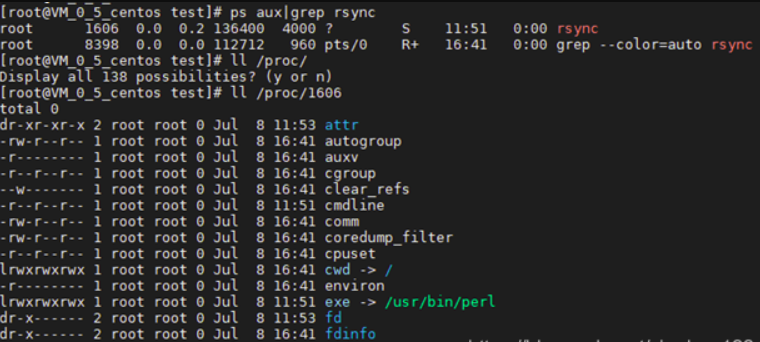 [root@VM_0_5_centos test]# ps aux|grep rsync
root      1606  0.0  0.2 136400  4000 ?        S    11:51   0:00 rsync
root      8398  0.0  0.0 112712   960 pts/0    R+   16:41   0:00 grep --color=auto rsync
[root@VM_0_5_centos test]# ll /proc/
Display all 138 possibilities? (y or n)
[root@VM_0_5_centos test]# ll /proc/1606
total 0
dr-xr-xr-x 2 root root 0 Jul  8 11:53 attr
-rw-r--r-- 1 root root 0 Jul  8 16:41 autogroup
-r-------- 1 root root 0 Jul  8 16:41 auxv
-r--r--r-- 1 root root 0 Jul  8 16:41 cgroup
--w------- 1 root root 0 Jul  8 16:41 clear_refs
-r--r--r-- 1 root root 0 Jul  8 11:51 cmdline
-rw-r--r-- 1 root root 0 Jul  8 16:41 comm
-rw-r--r-- 1 root root 0 Jul  8 16:41 coredump_filter
-r--r--r-- 1 root root 0 Jul  8 16:41 cpuset
lrwxrwxrwx 1 root root 0 Jul  8 16:41 cwd -> /
-r-------- 1 root root 0 Jul  8 16:41 environ
lrwxrwxrwx 1 root root 0 Jul  8 11:51 exe -> /usr/bin/perl
dr-x------ 2 root root 0 Jul  8 11:53 fd
dr-x------ 2 root root 0 Jul  8 16:41 fdinfo